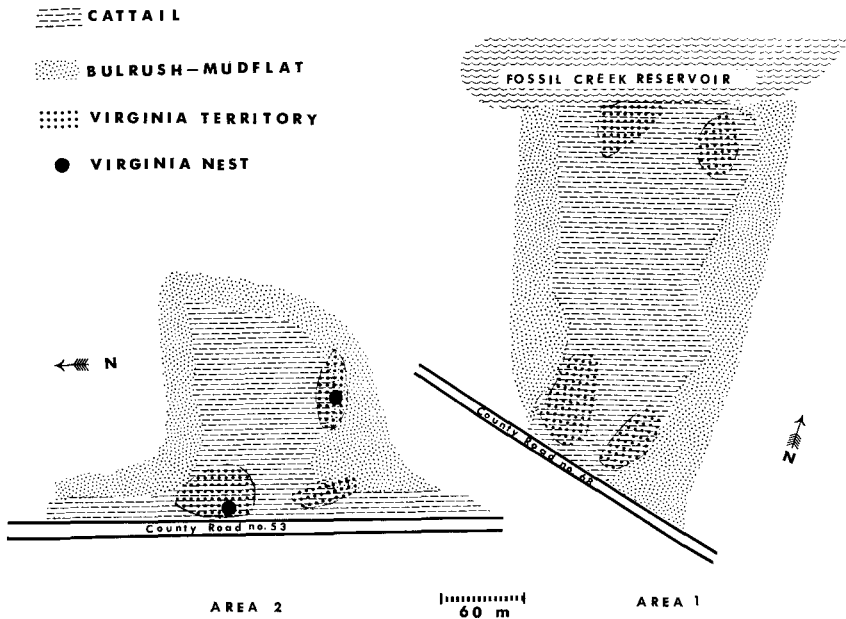 CATTAIL
BULRUSH—MUDFLAT
VIRGINIA TERRITORY
VIRGINIA NEST
FOSSIL CREEK RESERVOIR
N
County Road no. 68
N
County Road no. 53
AREA 2
60 m
AREA 1